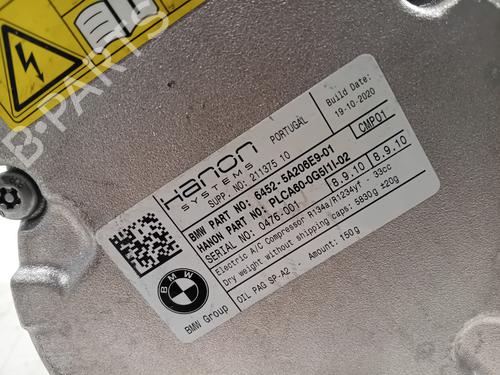 Hanon
SYSTEMS
PORTUGAL
Build Date:
19-10-2020
SUPP. NO.: 211375 10
BMW PART NO: 6452-5A206E9-01
CMP01
HANON PART NO: PLCA60-0G5I1I-02
SERIAL NO: 0476-001
8.9.10
8.9.10
Electric A/C Compressor R134a/R1234yf - 33cc
Dry weight without shipping caps: 5830g ±20g
OIL PAG SP-A2
Amount: 150g
BMW
BMW Group
B-PARTS